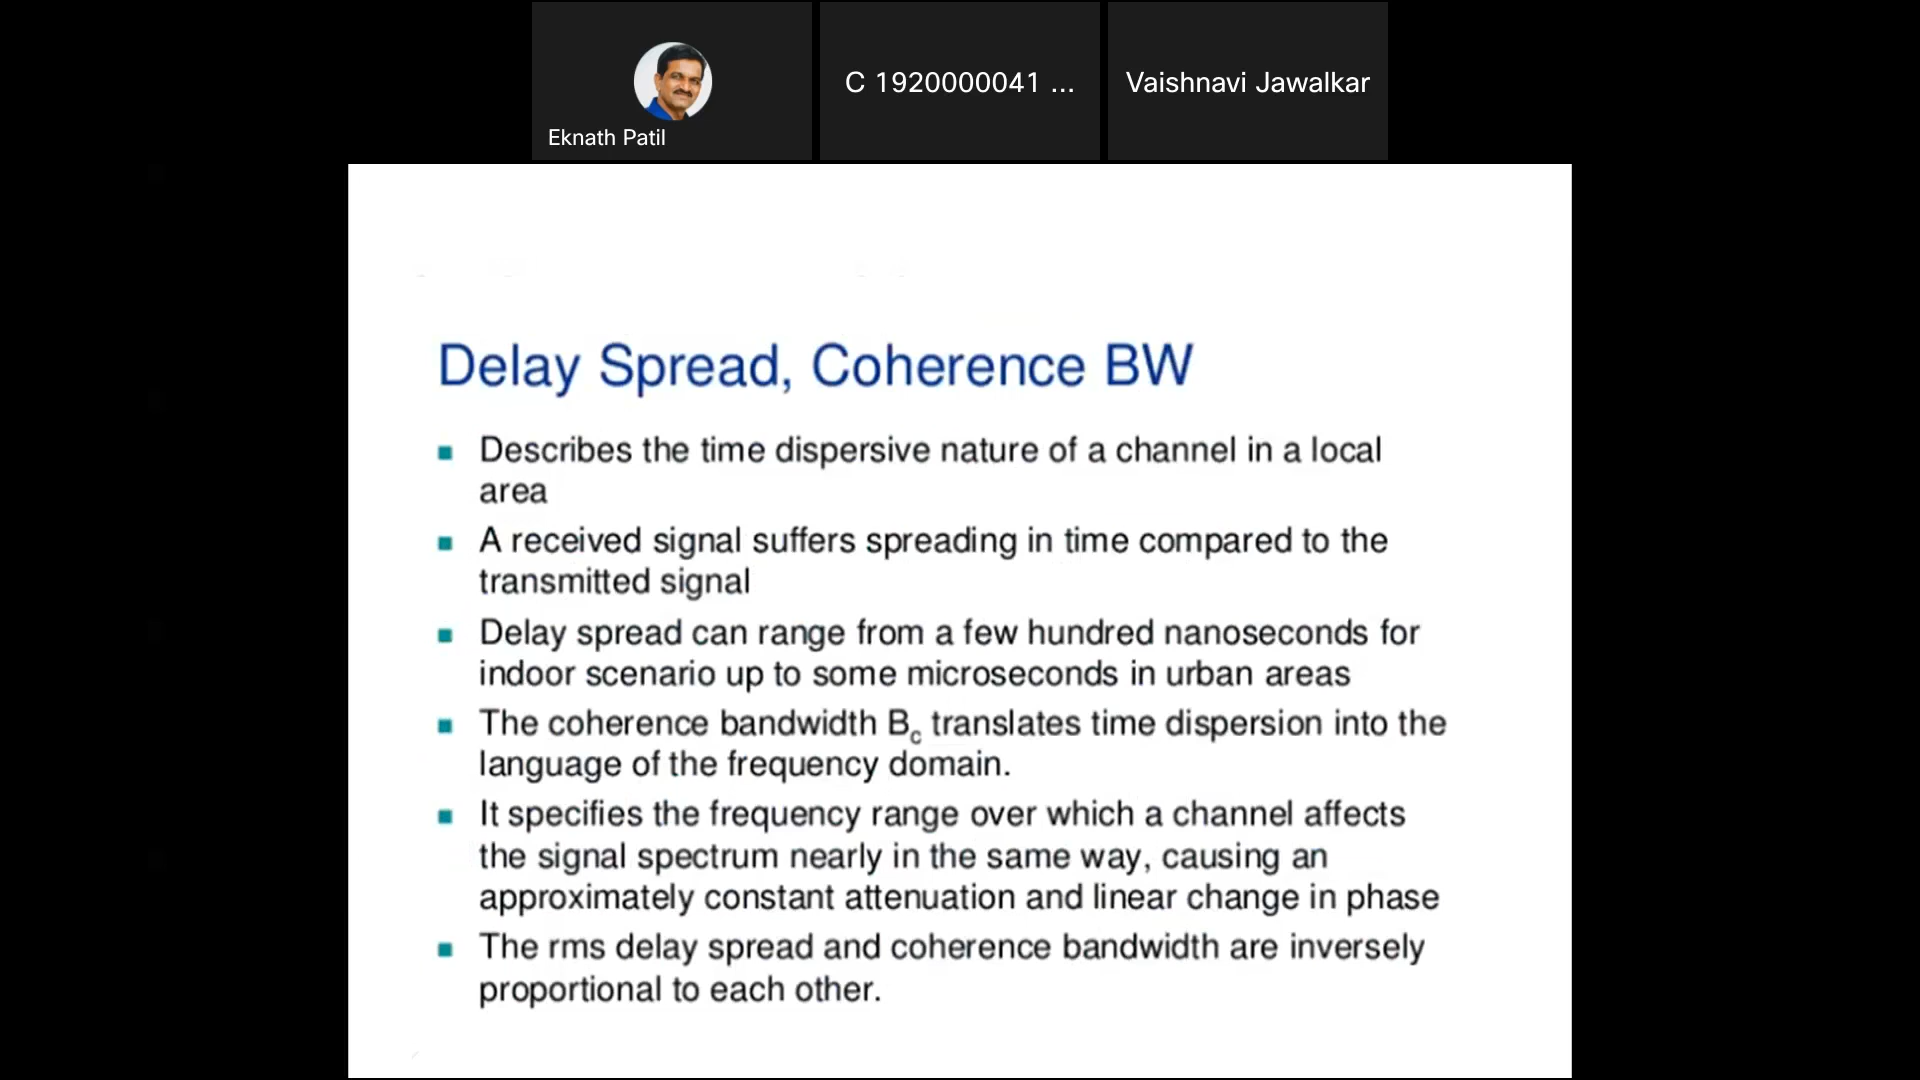 Eknath Patil
C 1920000041 ...
Vaishnavi Jawalkar
Delay Spread, Coherence BW
Describes the time dispersive nature of a channel in a local
area
A received signal suffers spreading in time compared to the
transmitted signal
Delay spread can range from a few hundred nanoseconds for
indoor scenario up to some microseconds in urban areas
The coherence bandwidth Bc translates time dispersion into the
language of the frequency domain.
It specifies the frequency range over which a channel affects
the signal spectrum nearly in the same way, causing an
approximately constant attenuation and linear change in phase
The rms delay spread and coherence bandwidth are inversely
proportional to each other.